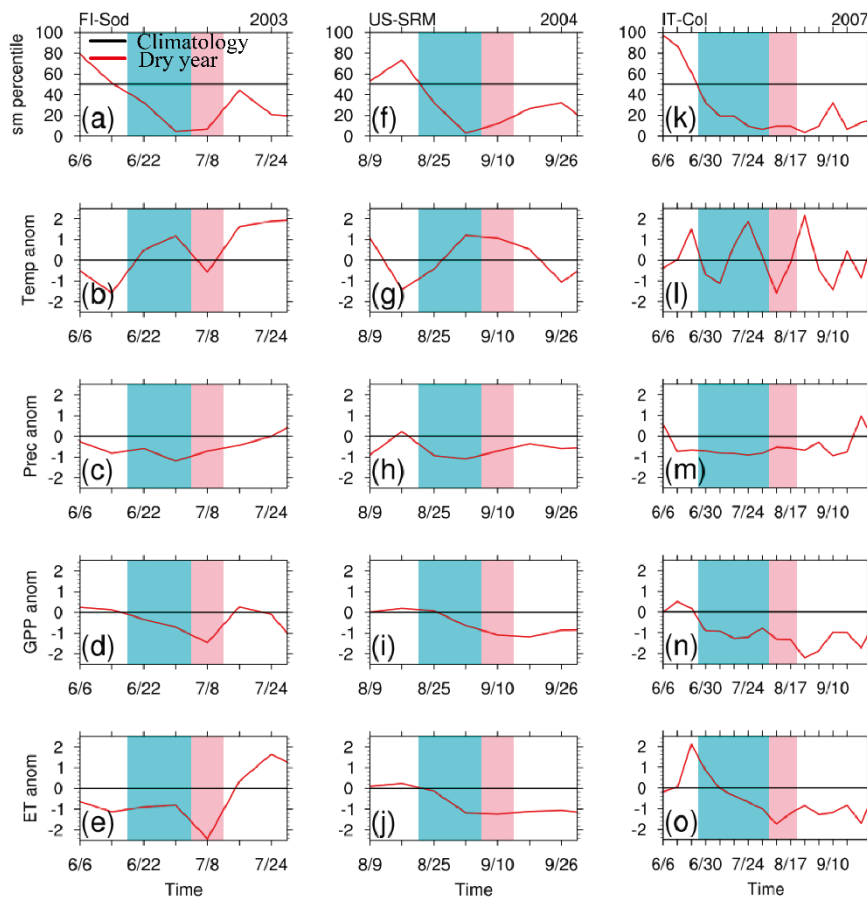 FI-Sod 2003 US-SRM 2004 IT-Col 2007
Climatology
Dry year
sm percentile
100
80
60
40
20
0
(a)
6/6 6/22 7/8 7/24
100
80
60
40
20
0
(f)
8/9 8/25 9/10 9/26
100
80
60
40
20
0
(k)
6/6 6/30 7/24 8/17 9/10
Temp anom
2
1
0
-1
-2
(b)
6/6 6/22 7/8 7/24
2
1
0
-1
-2
(g)
8/9 8/25 9/10 9/26
2
1
0
-1
-2
(l)
6/6 6/30 7/24 8/17 9/10
Prec anom
2
1
0
-1
-2
(c)
6/6 6/22 7/8 7/24
2
1
0
-1
-2
(h)
8/9 8/25 9/10 9/26
2
1
0
-1
-2
(m)
6/6 6/30 7/24 8/17 9/10
GPP anom
2
1
0
-1
-2
(d)
6/6 6/22 7/8 7/24
2
1
0
-1
-2
(i)
8/9 8/25 9/10 9/26
2
1
0
-1
-2
(n)
6/6 6/30 7/24 8/17 9/10
ET anom
2
1
0
-1
-2
(e)
6/6 6/22 7/8 7/24
Time
2
1
0
-1
-2
(j)
8/9 8/25 9/10 9/26
Time
2
1
0
-1
-2
(o)
6/6 6/30 7/24 8/17 9/10
Time